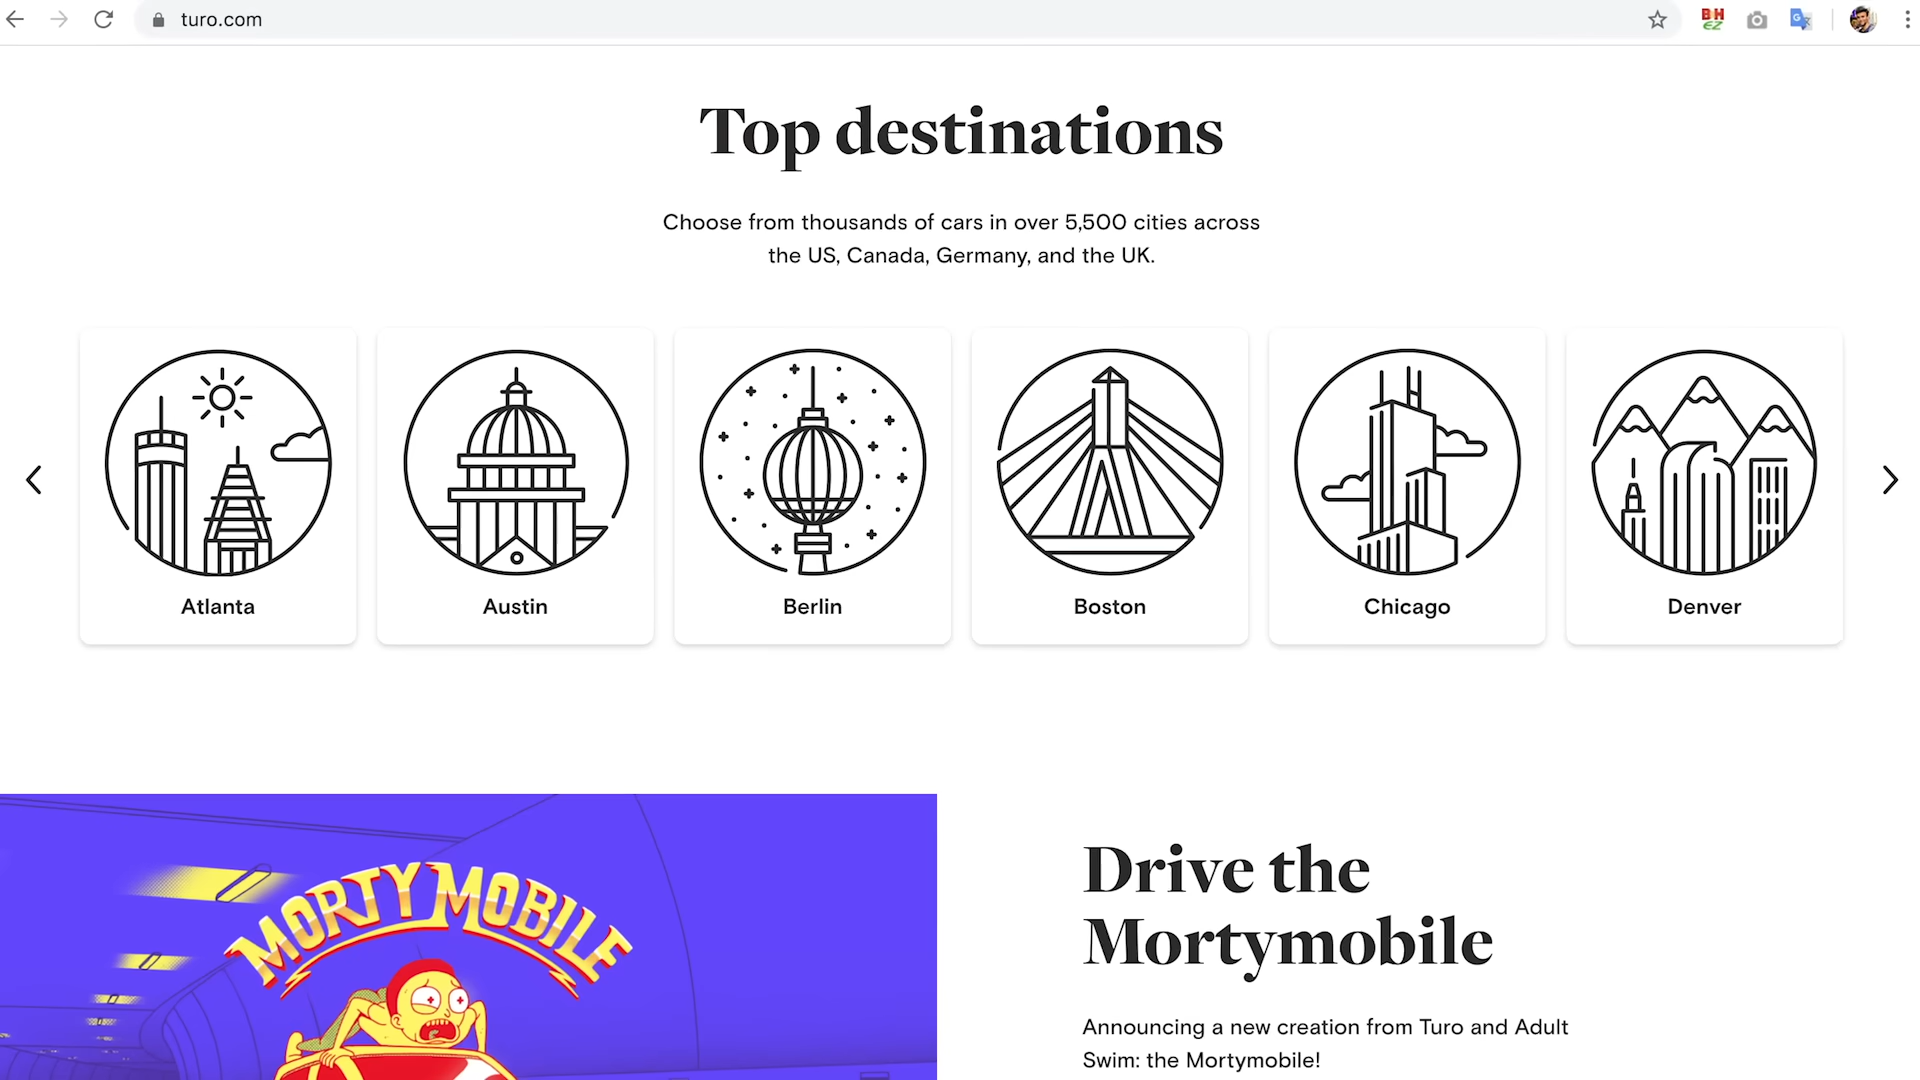 turo.com
BH
EZ
G
Top destinations
Choose from thousands of cars in over 5,500 cities across
the US, Canada, Germany, and the UK.
Atlanta
Austin
Berlin
Boston
Chicago
Denver
MORTYMOBILE
Drive the
Mortymobile
Announcing a new creation from Turo and Adult
Swim: the Mortymobile!